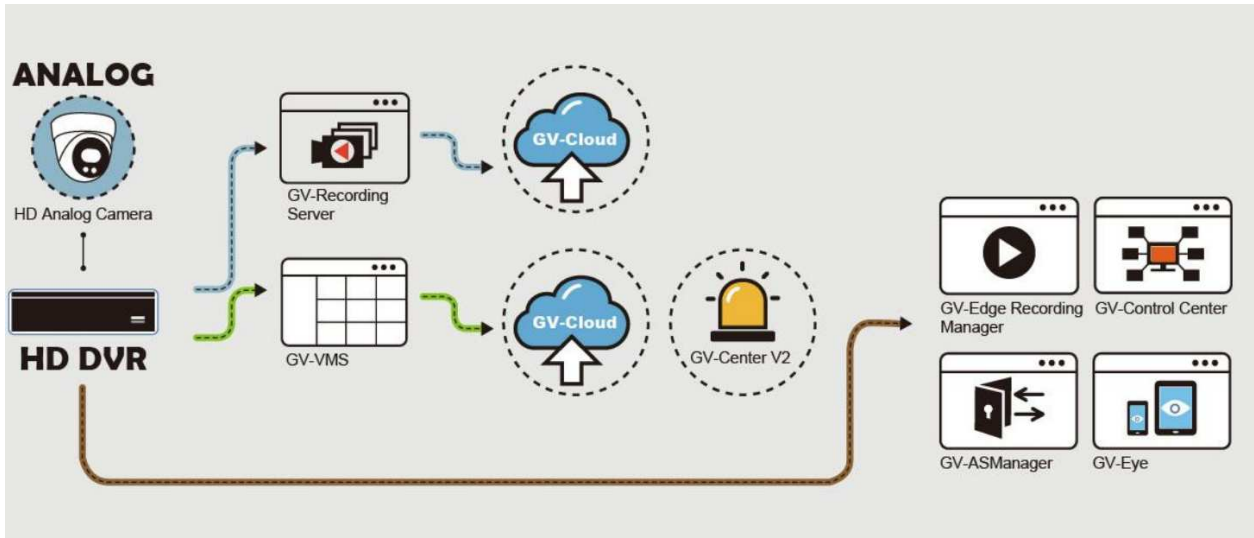 ANALOG
HD Analog Camera
HD DVR
GV-Recording
Server
GV-Cloud
GV-VMS
GV-Cloud
GV-Center V2
GV-Edge Recording
Manager
GV-Control Center
GV-ASManager
GV-Eye